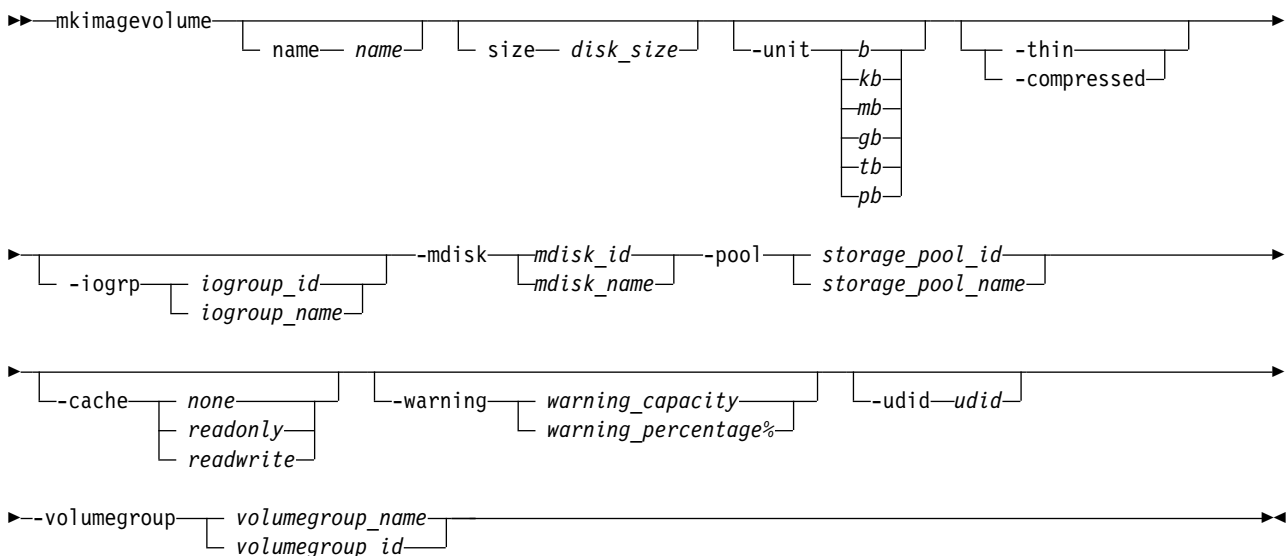 mkimagevolume name name size disk_size -unit b -thin
kb -compressed
mb
gb
tb
pb
-iogrp iogroup_id -mdisk mdisk_id -pool storage_pool_id
iogroup_name mdisk_name storage_pool_name
-cache none -warning warning_capacity -udid udid
readonly warning_percentage%
readwrite
-volumegroup volumegroup_name
volumegroup_id